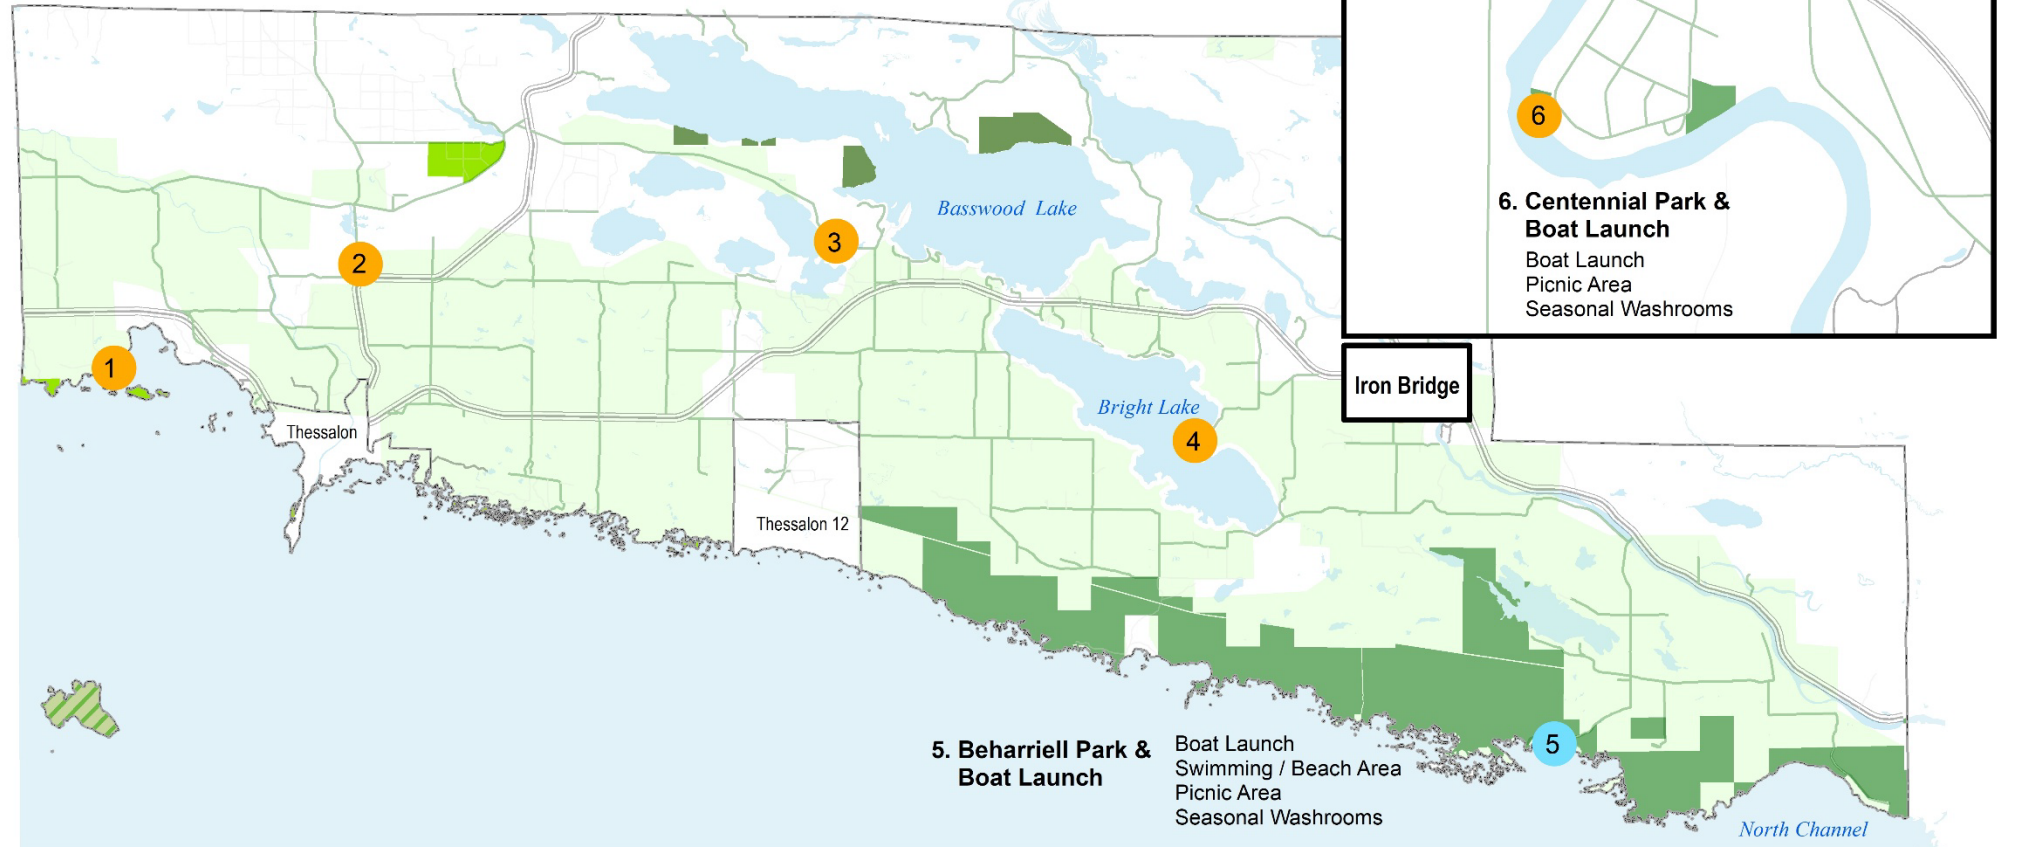 6
6. Centennial Park &
Boat Launch
Boat Launch
Picnic Area
Seasonal Washrooms
Basswood Lake
3
2
1
Iron Bridge
Bright Lake
4
Thessalon
Thessalon 12
5. Beharriell Park &
Boat Launch
Boat Launch
Swimming / Beach Area
Picnic Area
Seasonal Washrooms
5
North Channel